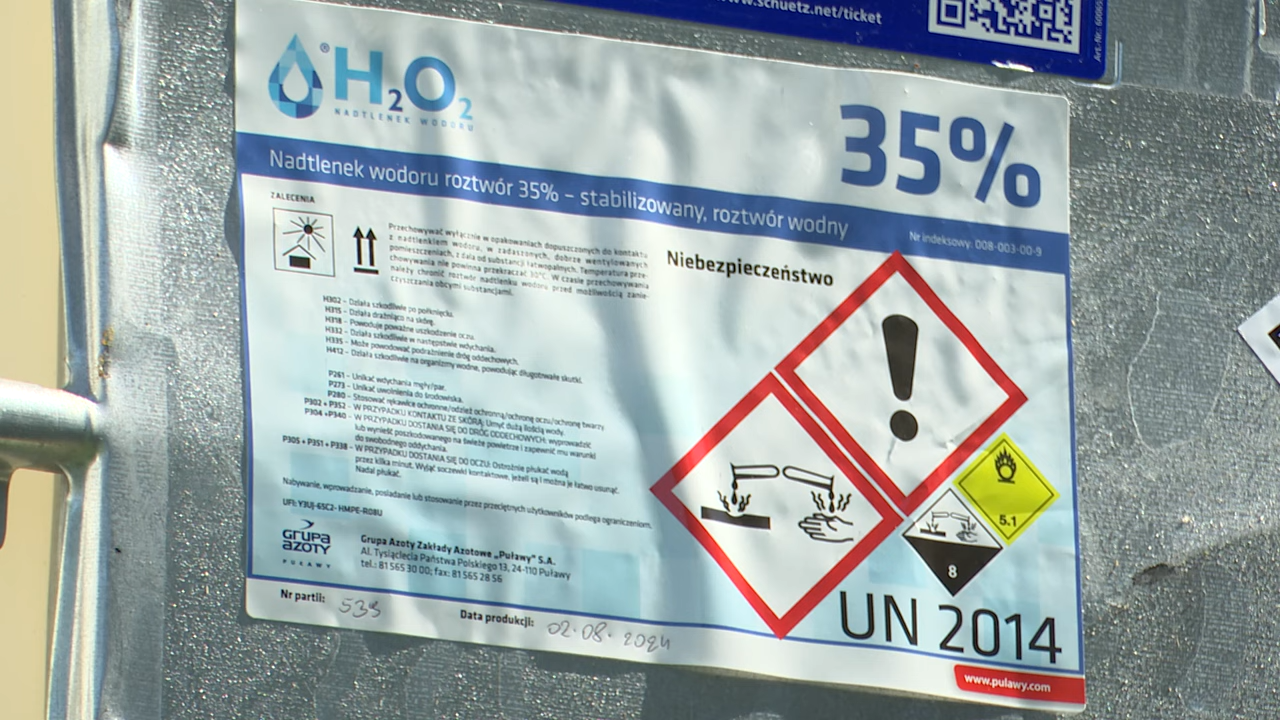 www.schuetz.net/ticket
H2O2
®
NADTLENEK WODORU
35%
Nadtlenek wodoru roztwór 35% – stabilizowany, roztwór wodny
Nr indeksowy: 008-003-00-9
ZALECENIA
Przechowywać wyłącznie w opakowaniach dopuszczonych do kontaktu
z nadtlenkiem wodoru, w zadaszonych, dobrze wentylowanych
pomieszczeniach, z dala od substancji łatwopalnych. Temperatura prze-
chowywania nie powinna przekraczać 30°C. W czasie przechowywania
należy chronić roztwór nadtlenku wodoru przed możliwością zanie-
czyszczania obcymi substancjami.
Niebezpieczeństwo
H302 – Działa szkodliwie po połknięciu.
H315 – Działa drażniąco na skórę.
H318 – Powoduje poważne uszkodzenie oczu.
H332 – Działa szkodliwie w następstwie wdychania.
H335 – Może powodować podrażnienie dróg oddechowych.
H412 – Działa szkodliwie na organizmy wodne, powodując długotrwałe skutki.
P261 – Unikać wdychania mgły/par.
P273 – Unikać uwolnienia do środowiska.
P280 – Stosować rękawice ochronne/odzież ochronną/ochronę oczu/ochronę twarzy.
P302 + P352 – W PRZYPADKU KONTAKTU ZE SKÓRĄ: Umyć dużą ilością wody.
P304 +P340 – W PRZYPADKU DOSTANIA SIĘ DO DRÓG ODDECHOWYCH: wyprowadzić
lub wynieść poszkodowanego na świeże powietrze i zapewnić mu warunki
do swobodnego oddychania.
P305 + P351 + P338 – W PRZYPADKU DOSTANIA SIĘ DO OCZU: Ostrożnie płukać wodą
przez kilka minut. Wyjąć soczewki kontaktowe, jeżeli są i można je łatwo usunąć.
Nadal płukać.
Nabywanie, wprowadzanie, posiadanie lub stosowanie przez przeciętnych użytkowników podlega ograniczeniom.
UFI: Y3UJ-65C2- HMPE-R08U
GRUPA
AZOTY
PUŁAWY
Grupa Azoty Zakłady Azotowe „Puławy" S.A.
Al. Tysiąclecia Państwa Polskiego 13, 24-110 Puławy
tel.: 81 565 30 00; fax: 81 565 28 56
5.1
8
UN 2014
Nr partii: 533
Data produkcji: 02.08.2024
www.pulawy.com